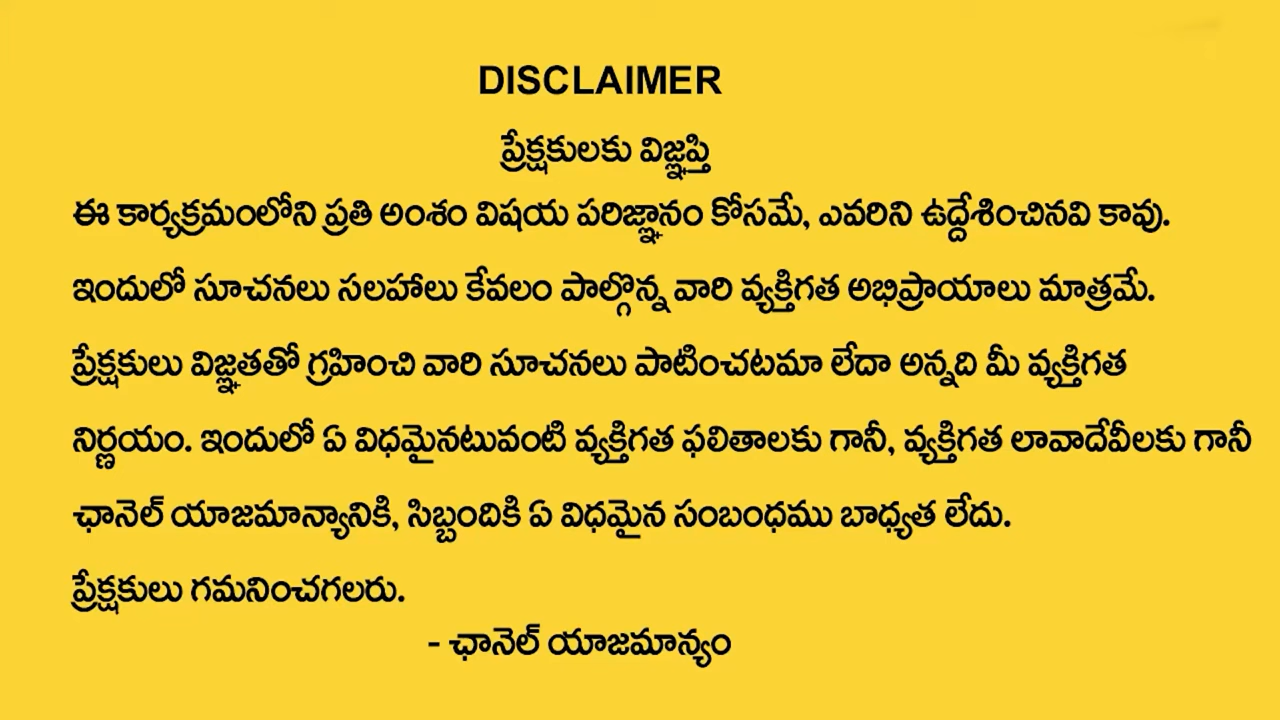 DISCLAIMER
ప్రేక్షకులకు విజ్ఞప్తి
ఈ కార్యక్రమంలోని ప్రతి అంశం విషయ పరిజ్ఞానం కోసమే, ఎవరిని ఉద్దేశించినవి కావు.
ఇందులో సూచనలు సలహాలు కేవలం పాల్గొన్న వారి వ్యక్తిగత అభిప్రాయాలు మాత్రమే.
ప్రేక్షకులు విజ్ఞతతో గ్రహించి వారి సూచనలు పాటించటమా లేదా అన్నది మీ వ్యక్తిగత
నిర్ణయం. ఇందులో ఏ విధమైనటువంటి వ్యక్తిగత ఫలితాలకు గానీ, వ్యక్తిగత లావాదేవీలకు గానీ
ఛానెల్ యాజమాన్యానికి, సిబ్బందికి ఏ విధమైన సంబంధము బాధ్యత లేదు.
ప్రేక్షకులు గమనించగలరు.
- ఛానెల్ యాజమాన్యం